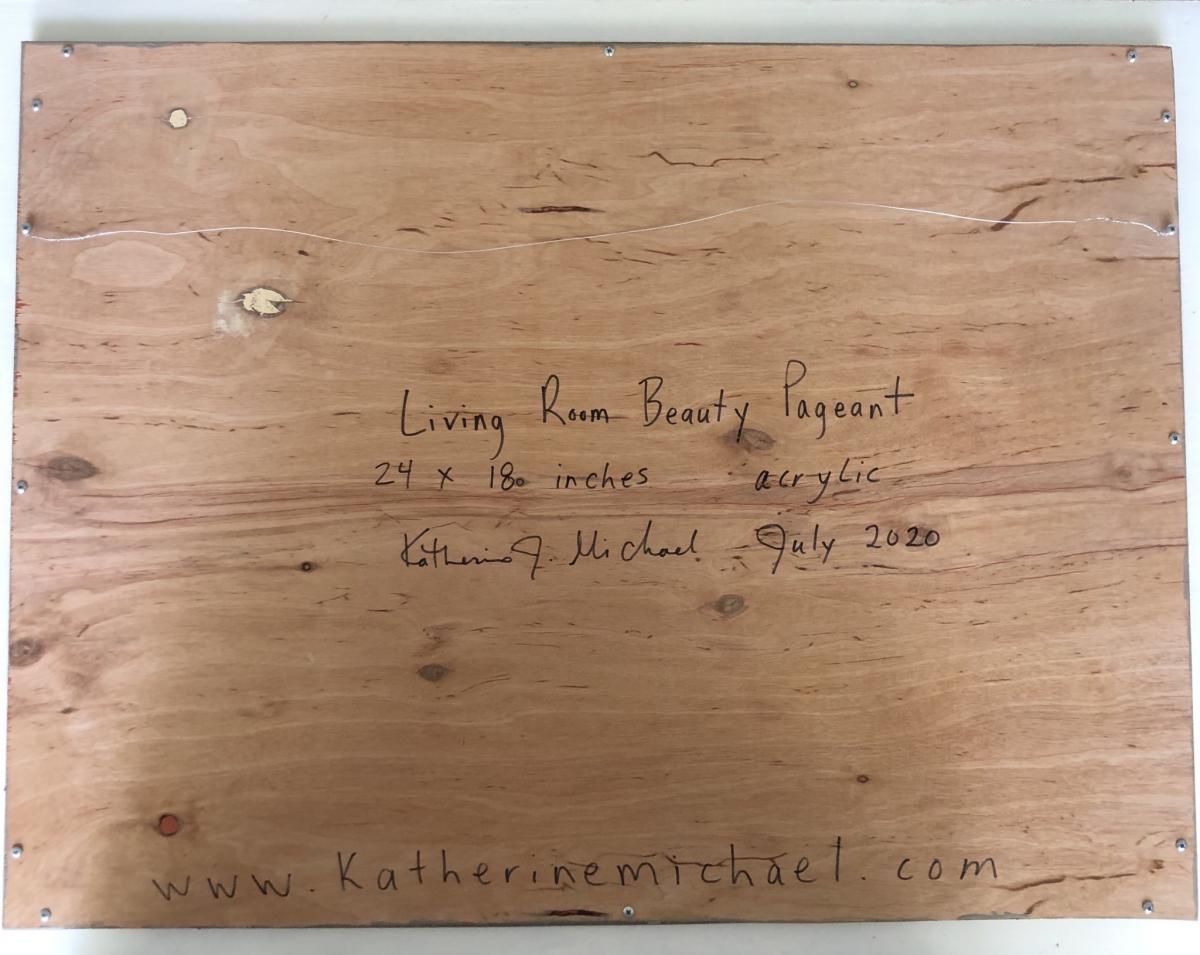 Living Room Beauty Pageant
24 x 18 inches acrylic
Katherine J. Michael July 2020
www.Katherinemichael.com